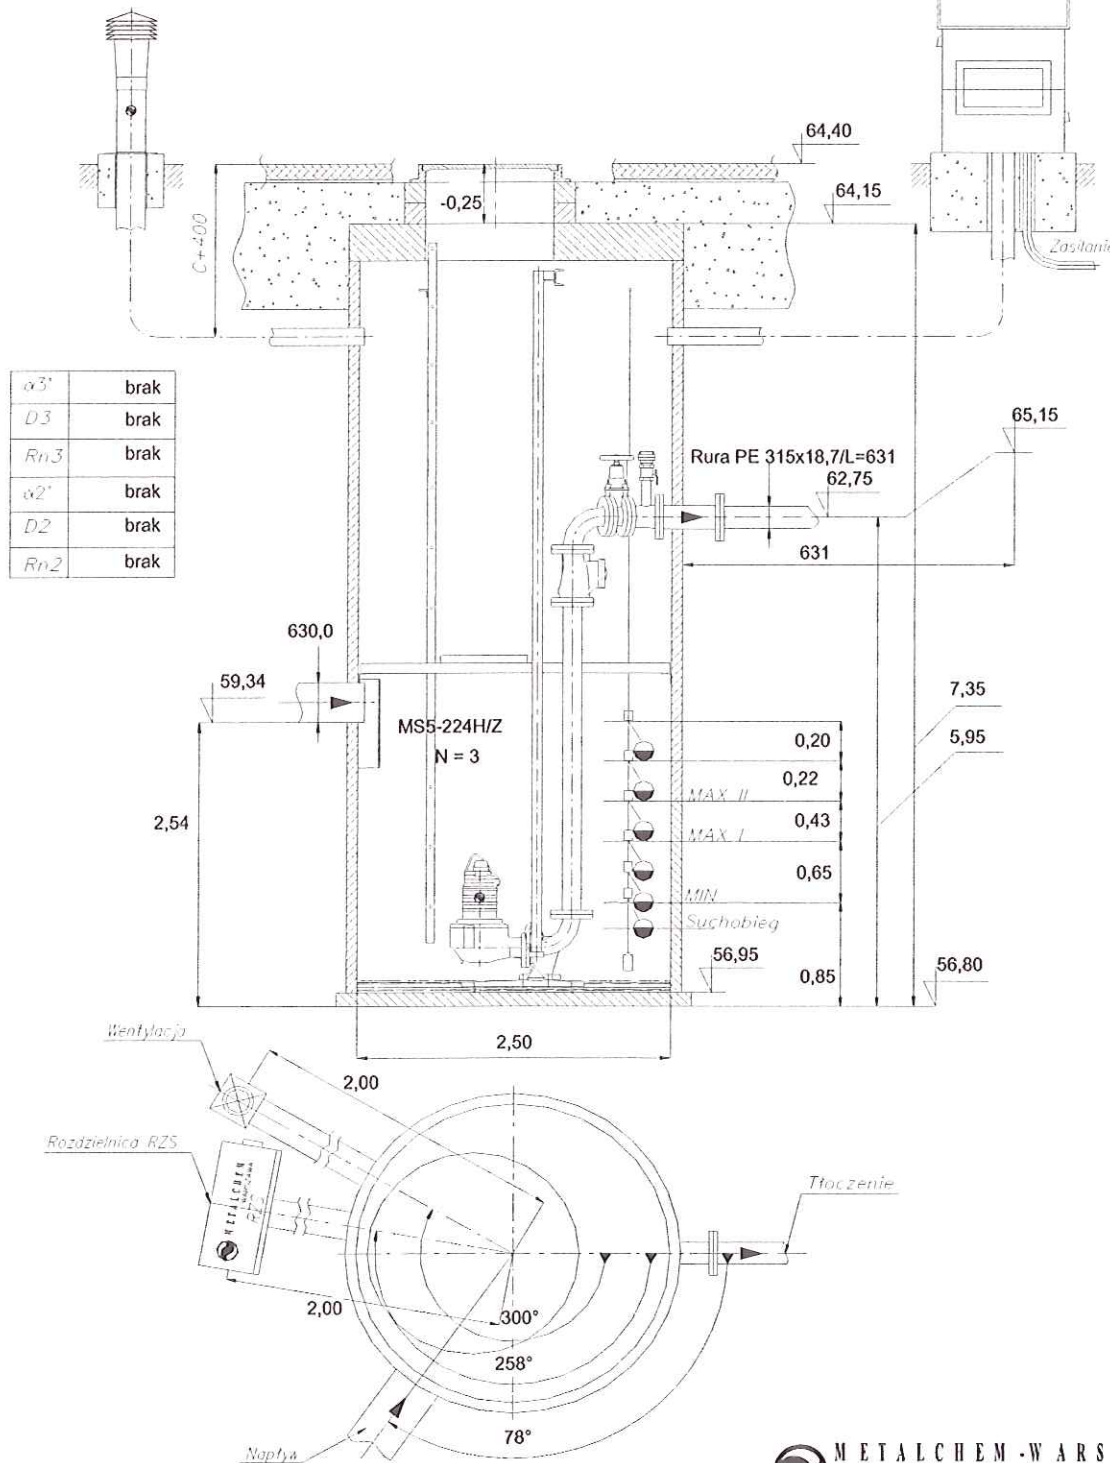 64,40
-0,25
64,15
C+400
Zasilanie
α3° brak
D3 brak
Rn3 brak
α2° brak
D2 brak
Rn2 brak
65,15
Rura PE 315x18,7/L=631
62,75
631
630,0
59,34
MS5-224H/Z
N = 3
7,35
5,95
0,20
0,22
MAX II
0,43
MAX I
2,54
0,65
MIN
Suchobieg
56,95
0,85
56,80
2,50
Wentylacja
2,00
Rozdzielnica RZS
METALCHEM
WARSZAWA
RZS
Tłoczenie
2,00
300°
258°
78°
Napływ
METALCHEM-WARS